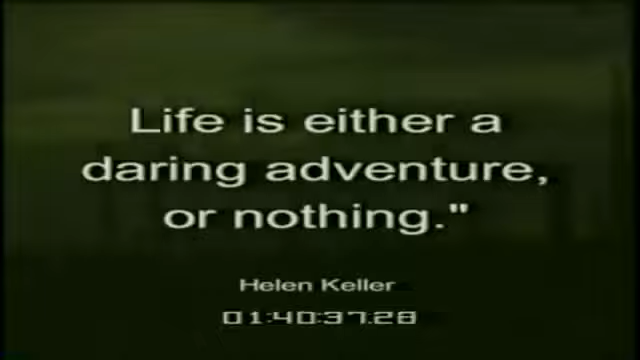 Life is either a
daring adventure,
or nothing."
Helen Keller
01:40:37:28